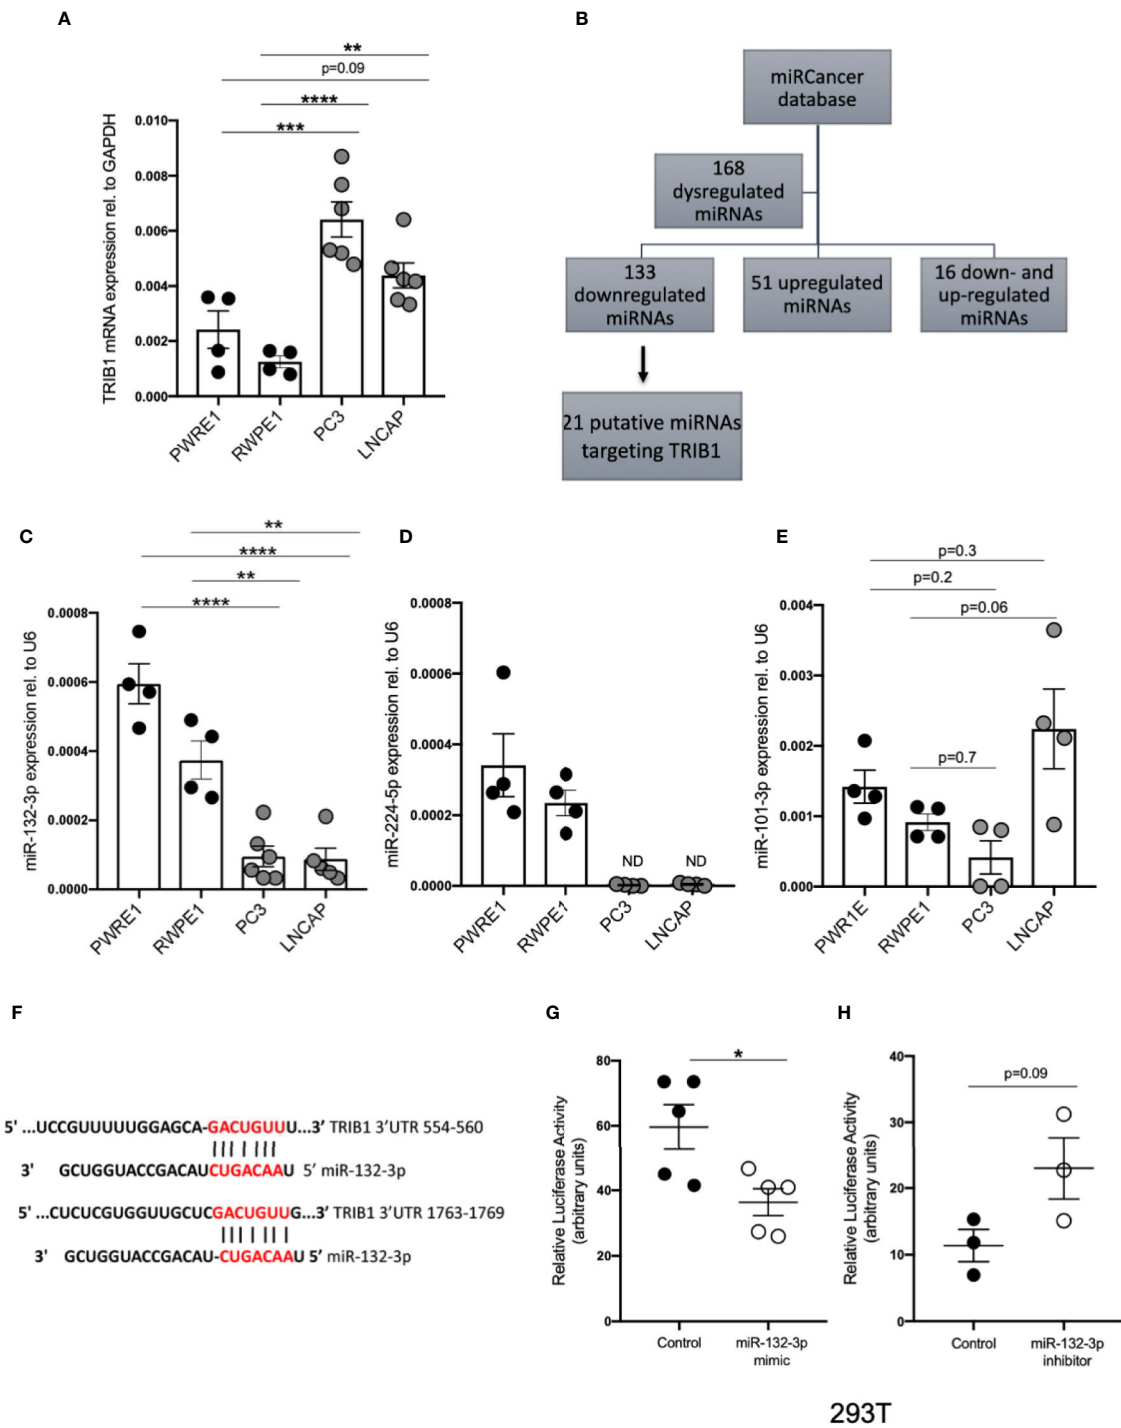 A
**
p=0.09
****
***
TRIB1 mRNA expression rel. to GAPDH
0.010
0.008
0.006
0.004
0.002
0.000
PWRE1
RWPE1
PC3
LNCAP
B
miRCancer
database
168
dysregulated
miRNAs
133
downregulated
miRNAs
51 upregulated
miRNAs
16 down- and
up-regulated
miRNAs
21 putative miRNAs
targeting TRIB1
C
**
****
**
****
miR-132-3p expression rel. to U6
0.0008
0.0006
0.0004
0.0002
0.0000
PWRE1
RWPE1
PC3
LNCAP
D
miR-224-5p expression rel. to U6
0.0008
0.0006
0.0004
0.0002
0.0000
ND
ND
PWRE1
RWPE1
PC3
LNCAP
E
p=0.3
p=0.2
p=0.06
p=0.7
miR-101-3p expression rel. to U6
0.004
0.003
0.002
0.001
0.000
PWR1E
RWPE1
PC3
LNCAP
F
5' ...UCCGUUUUUGGAGCA-GACUGUUU...3' TRIB1 3'UTR 554-560
3' GCUGGUACCGACAUCUGACAAU 5' miR-132-3p
5' ...CUCUCGUGGUUGCUCGACUGUUG...3' TRIB1 3'UTR 1763-1769
3' GCUGGUACCGACAU-CUGACAAU 5' miR-132-3p
G
*
Relative Luciferase Activity
(arbitrary units)
80
60
40
20
0
Control
miR-132-3p
mimic
H
p=0.09
Relative Luciferase Activity
(arbitrary units)
40
30
20
10
0
Control
miR-132-3p
inhibitor
293T